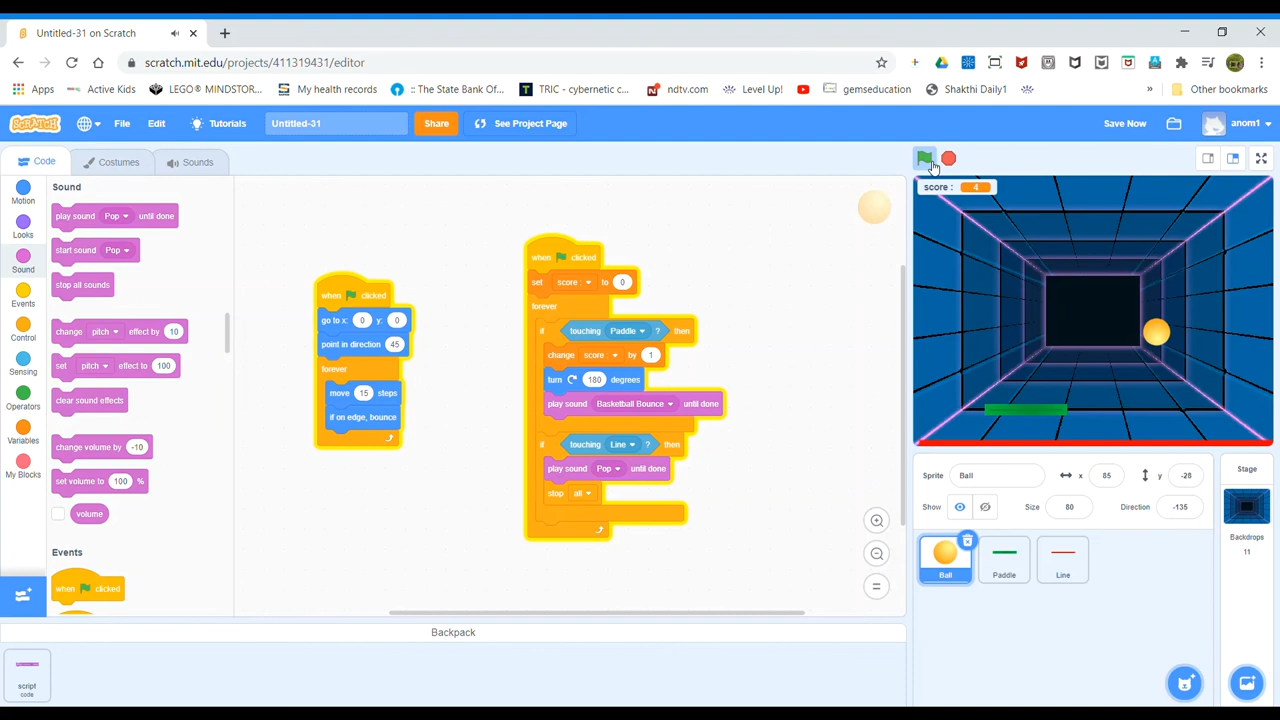 Untitled-31 on Scratch
scratch.mit.edu/projects/411319431/editor
Apps
Active KiGs
LEGO® MINDSTOR...
My health records
:: The State Bank Of...
TRIC - cybernetic c...
ndtv.com
Level Up!
gemseducation
Shakthi Daily1
»
Other bookmarks
SCRATCH
File
Edit
Tutorials
Untitled-31
Share
See Project Page
Save Now
anom1
Code
Costumes
Sounds
Motion
Looks
Sound
Events
Control
Sensing
Operators
Variables
My Blocks
Sound
play sound Pop until done
start sound Pop
stop all sounds
change pitch effect by 10
set pitch effect to 100
clear sound effects
change volume by -10
set volume to 100 %
volume
Events
when clicked
when clicked
go to x: 0 y: 0
point in direction 45
forever
move 15 steps
if on edge, bounce
when clicked
set score to 0
forever
if touching Paddle ? then
change score by 1
turn 180 degrees
play sound Basketball Bounce until done
if touching Line ? then
play sound Pop until done
stop all
score : 4
Sprite Ball x 85 y -28
Show Size 80 Direction -135
Ball
Paddle
Line
Stage
Backdrops
11
Backpack
script
code